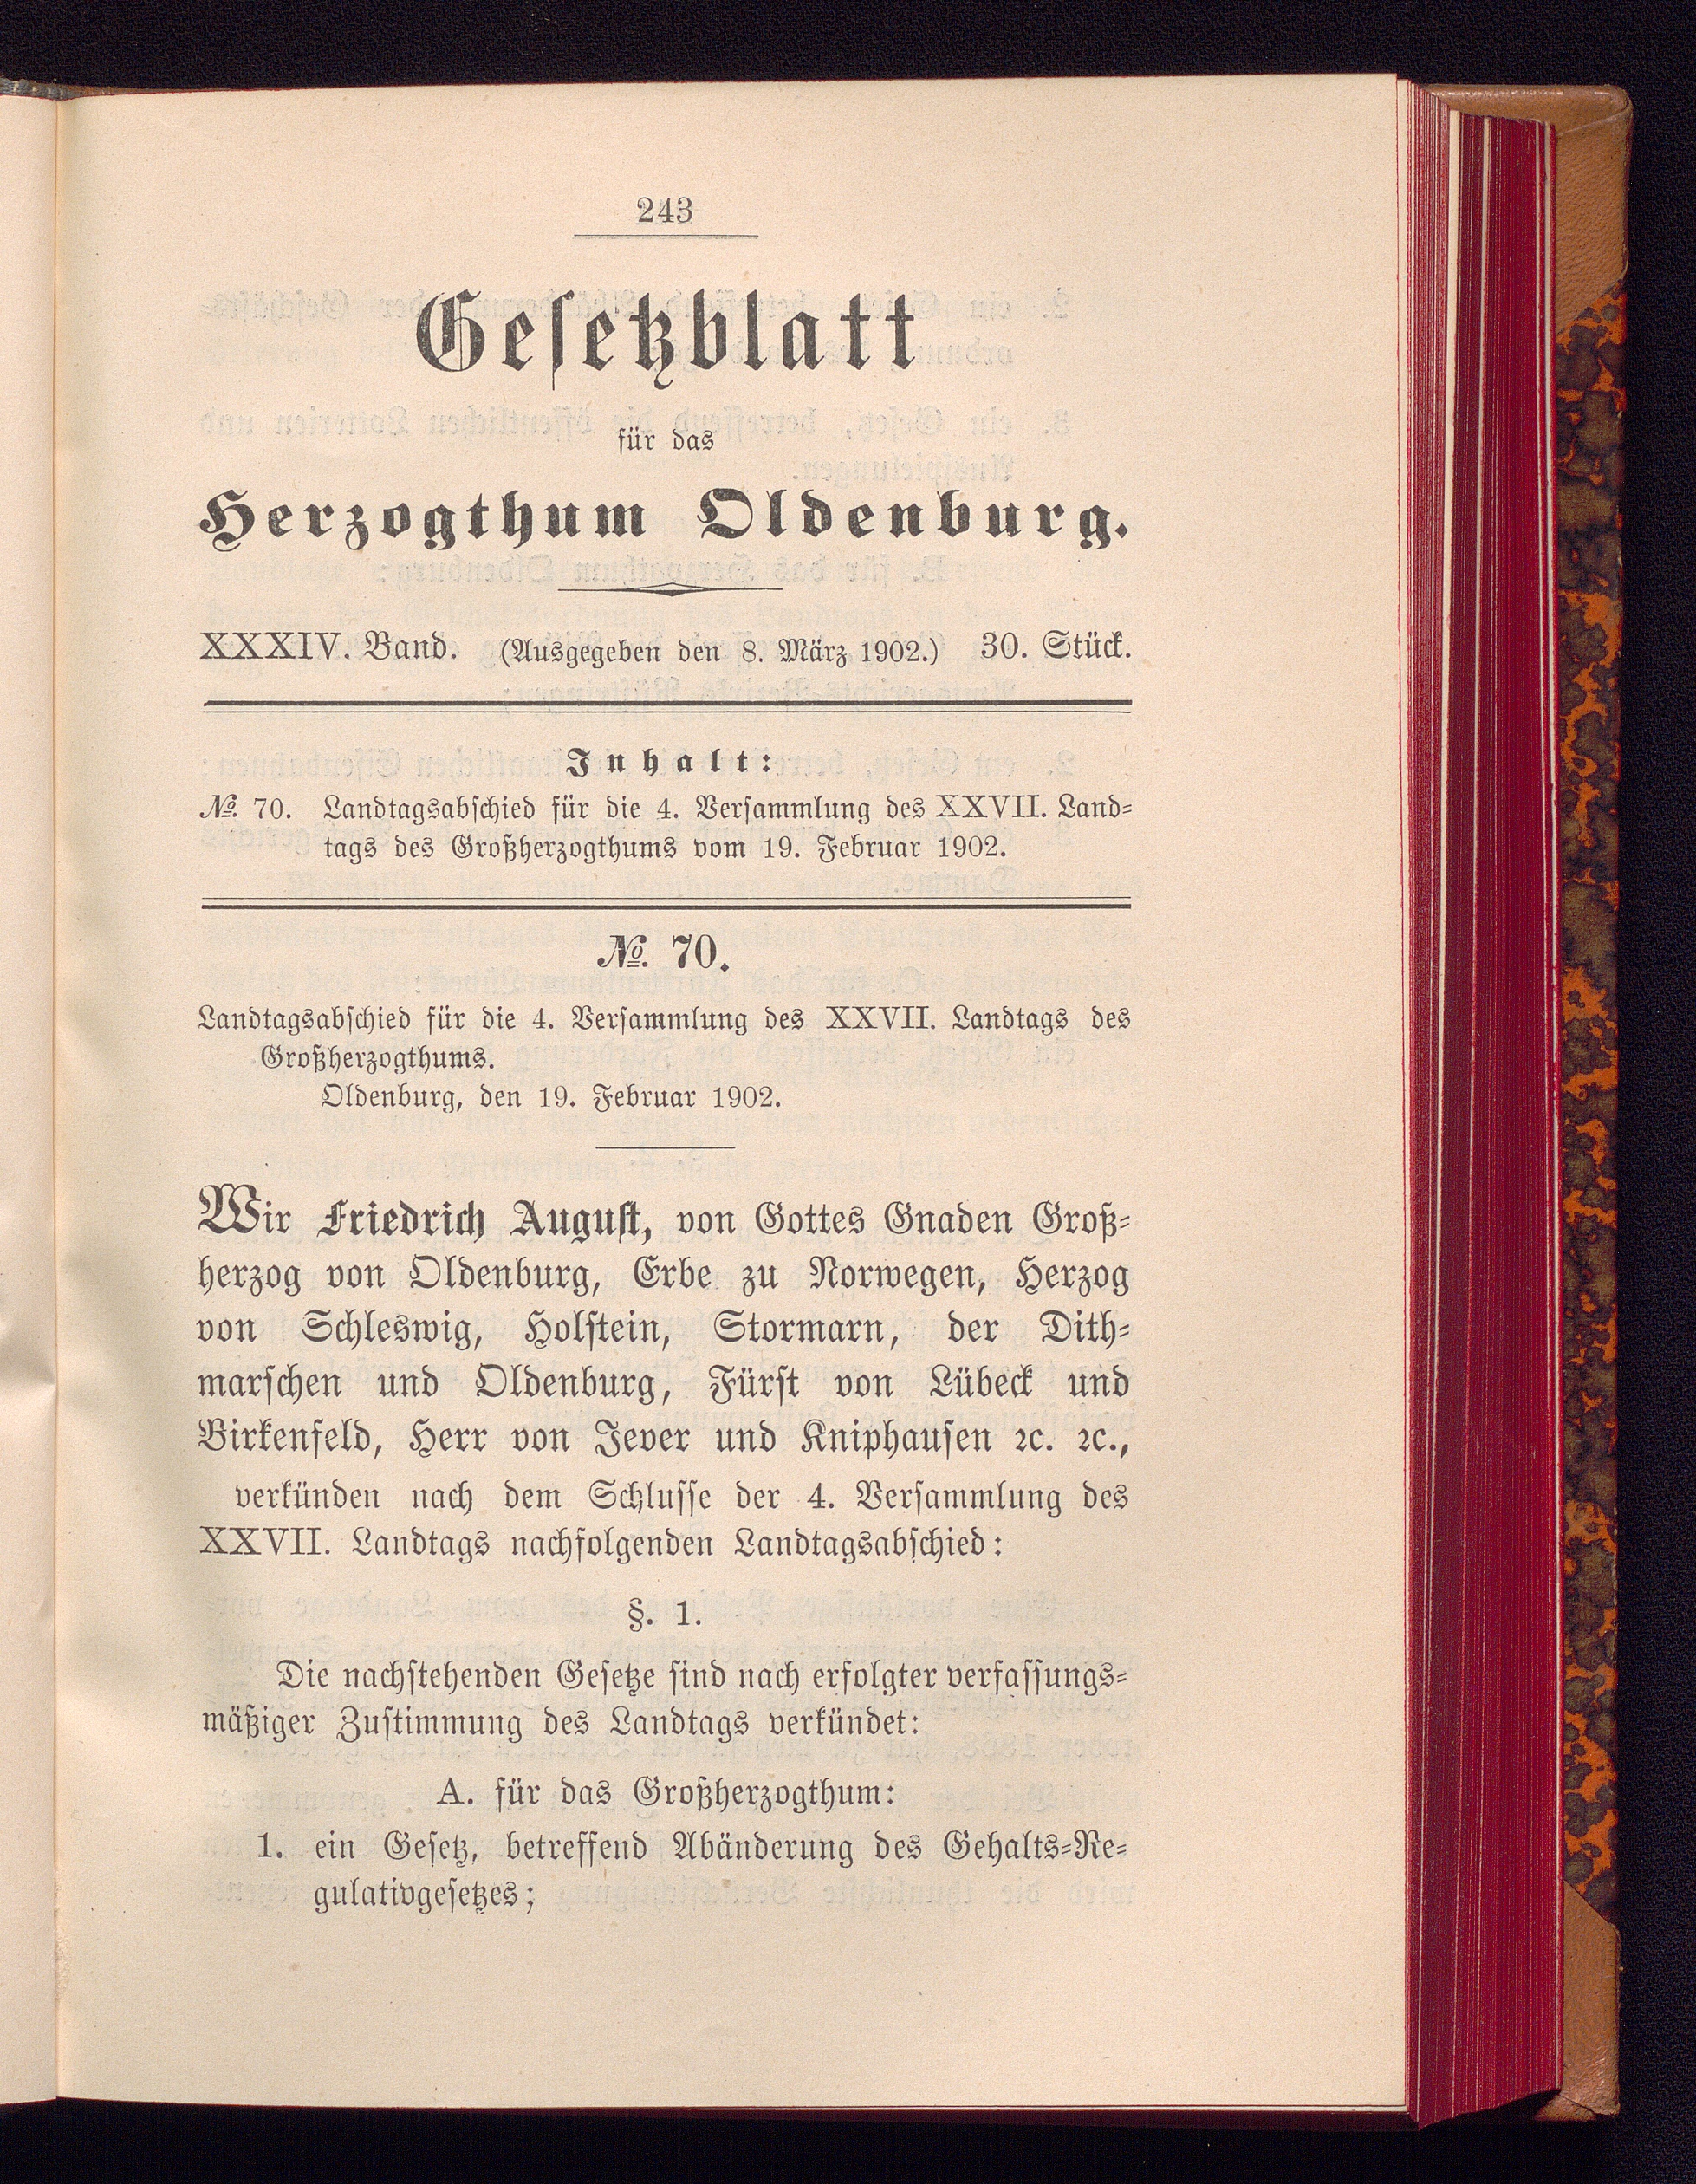 243
Gesetzblatt
für das
Herzogthum Oldenburg.
XXXIV. Band. (Ausgegeben den 8. März 1902.) 30. Stück.
Inhalt:
№. 70. Landtagsabschied für die 4. Versammlung des XXVII. Land-
tags des Großherzogthums vom 19. Februar 1902.
№. 70.
Landtagsabschied für die 4. Versammlung des XXVII. Landtags des
Großherzogthums.
Oldenburg, den 19. Februar 1902.
Wir Friedrich August, von Gottes Gnaden Groß-
herzog von Oldenburg, Erbe zu Norwegen, Herzog
von Schleswig, Holstein, Stormarn, der Dith-
marschen und Oldenburg, Fürst von Lübeck und
Birkenfeld, Herr von Jever und Kniphausen ꝛc. ꝛc.,
verkünden nach dem Schlusse der 4. Versammlung des
XXVII. Landtags nachfolgenden Landtagsabschied:
§. 1.
Die nachstehenden Gesetze sind nach erfolgter verfassungs-
mäßiger Zustimmung des Landtags verkündet:
A. für das Großherzogthum:
1. ein Gesetz, betreffend Abänderung des Gehalts-Re-
gulativgesetzes;